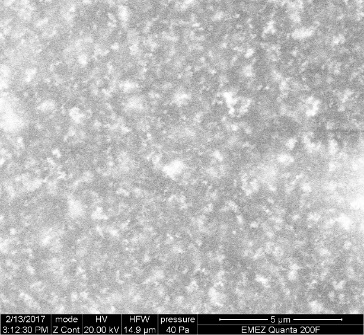 2/13/2017 mode HV HFW pressure 5 µm
3:12:30 PM Z Cont 20.00 kV 14.9 µm 40 Pa EMEZ Quanta 200F